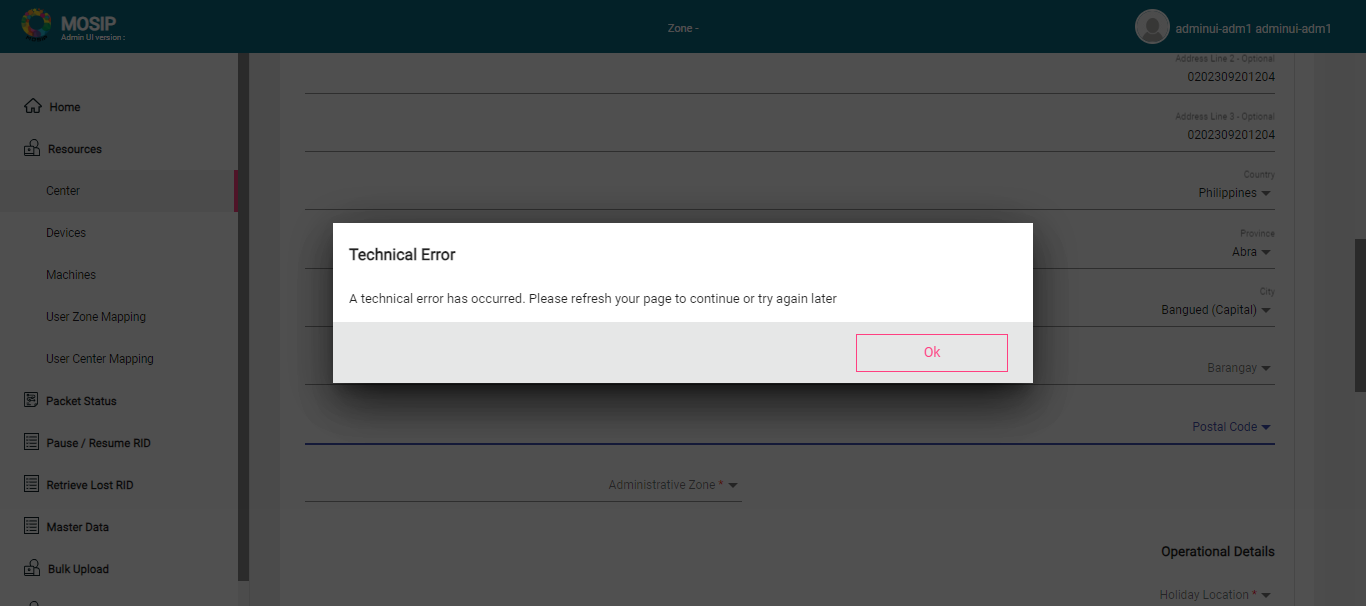 MOSIP
Admin UI version :
Zone -
adminui-adm1 adminui-adm1
Home
Resources
Center
Devices
Machines
User Zone Mapping
User Center Mapping
Packet Status
Pause / Resume RID
Retrieve Lost RID
Master Data
Bulk Upload
Address Line 2 - Optional
0202309201204
Address Line 3 - Optional
0202309201204
Country
Philippines
Province
Abra
City
Bangued (Capital)
Barangay
Postal Code
Administrative Zone *
Operational Details
Holiday Location *
Technical Error
A technical error has occurred. Please refresh your page to continue or try again later
Ok